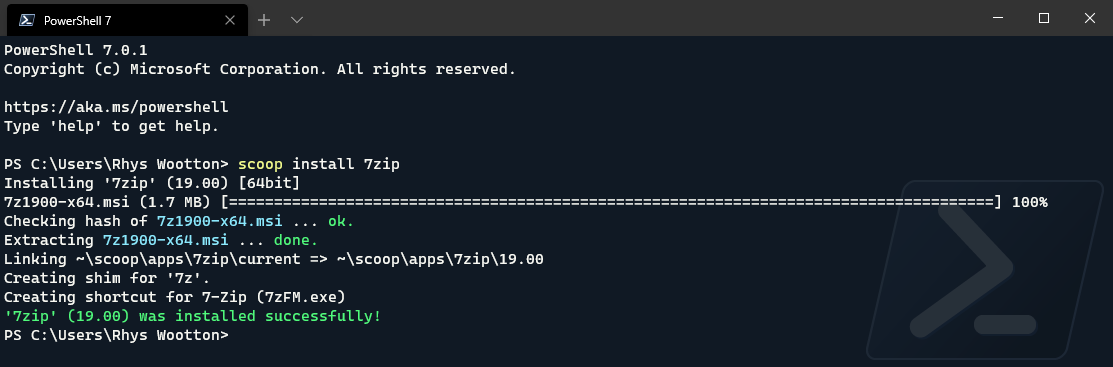 PowerShell 7
PowerShell 7.0.1
Copyright (c) Microsoft Corporation. All rights reserved.
https://aka.ms/powershell
Type 'help' to get help.
PS C:\Users\Rhys Wootton> scoop install 7zip
Installing '7zip' (19.00) [64bit]
7z1900-x64.msi (1.7 MB) [=====================================================================================] 100%
Checking hash of 7z1900-x64.msi ... ok.
Extracting 7z1900-x64.msi ... done.
Linking ~\scoop\apps\7zip\current => ~\scoop\apps\7zip\19.00
Creating shim for '7z'.
Creating shortcut for 7-Zip (7zFM.exe)
'7zip' (19.00) was installed successfully!
PS C:\Users\Rhys Wootton>